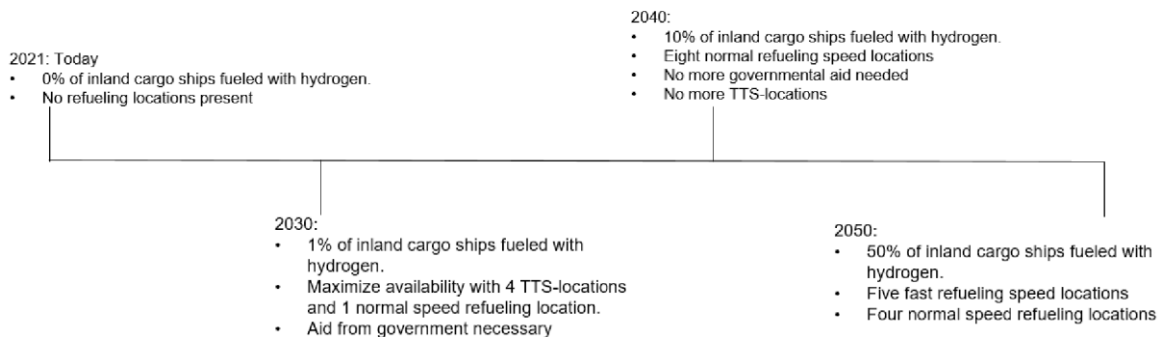 2021: Today
• 0% of inland cargo ships fueled with hydrogen.
• No refueling locations present
2030:
• 1% of inland cargo ships fueled with
hydrogen.
• Maximize availability with 4 TTS-locations
and 1 normal speed refueling location.
• Aid from government necessary
2040:
• 10% of inland cargo ships fueled with hydrogen.
• Eight normal refueling speed locations
• No more governmental aid needed
• No more TTS-locations
2050:
• 50% of inland cargo ships fueled with
hydrogen.
• Five fast refueling speed locations
• Four normal speed refueling locations